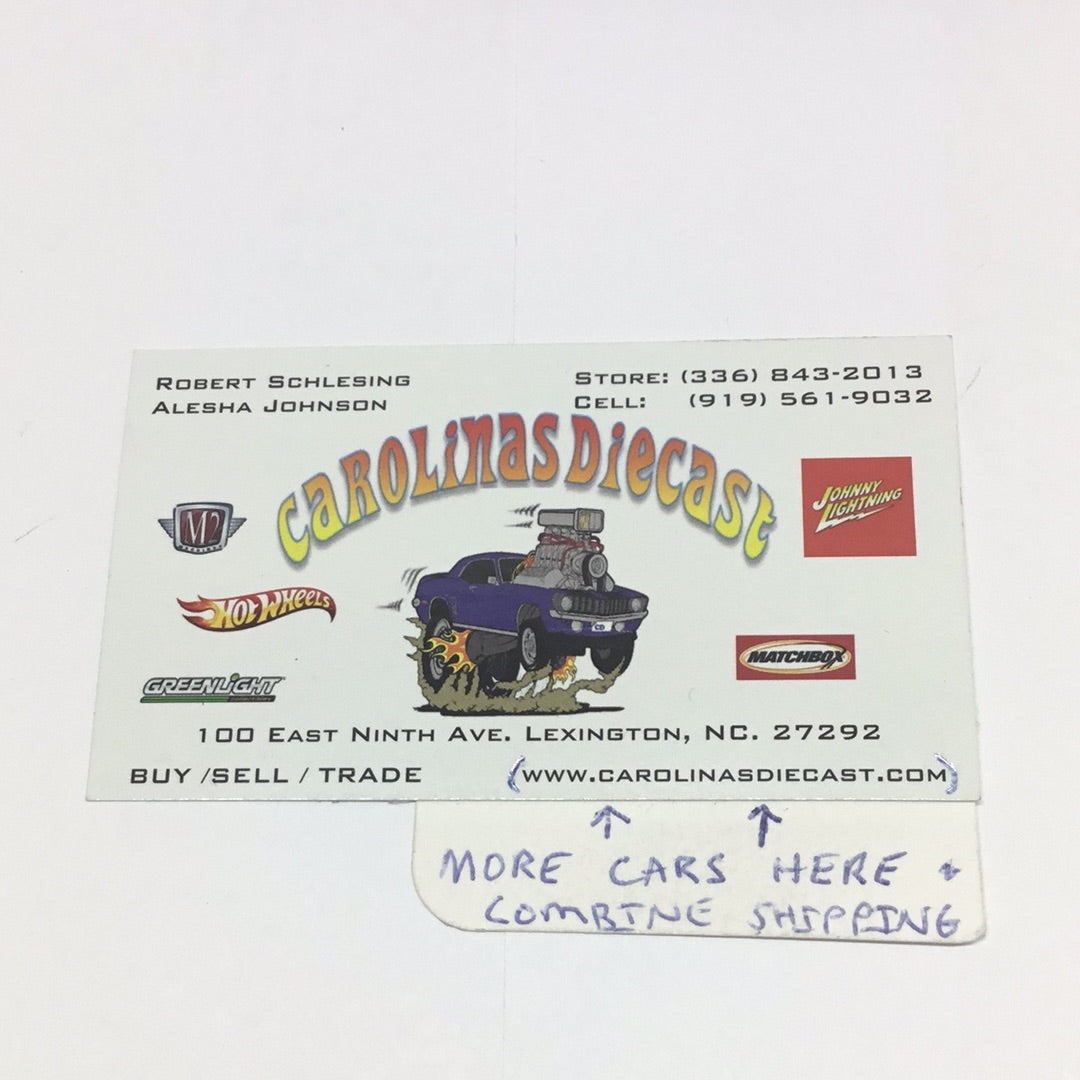 ROBERT SCHLESING
ALESHA JOHNSON
STORE: (336) 843-2013
CELL: (919) 561-9032
CAROLINAS DIECAST
M2
JOHNNY LIGHTNING
HOT WHEELS
MATCHBOX
GREENLIGHT
100 EAST NINTH AVE. LEXINGTON, NC. 27292
BUY /SELL / TRADE
(WWW.CAROLINASDIECAST.COM)
MORE CARS HERE +
COMBINE SHIPPING